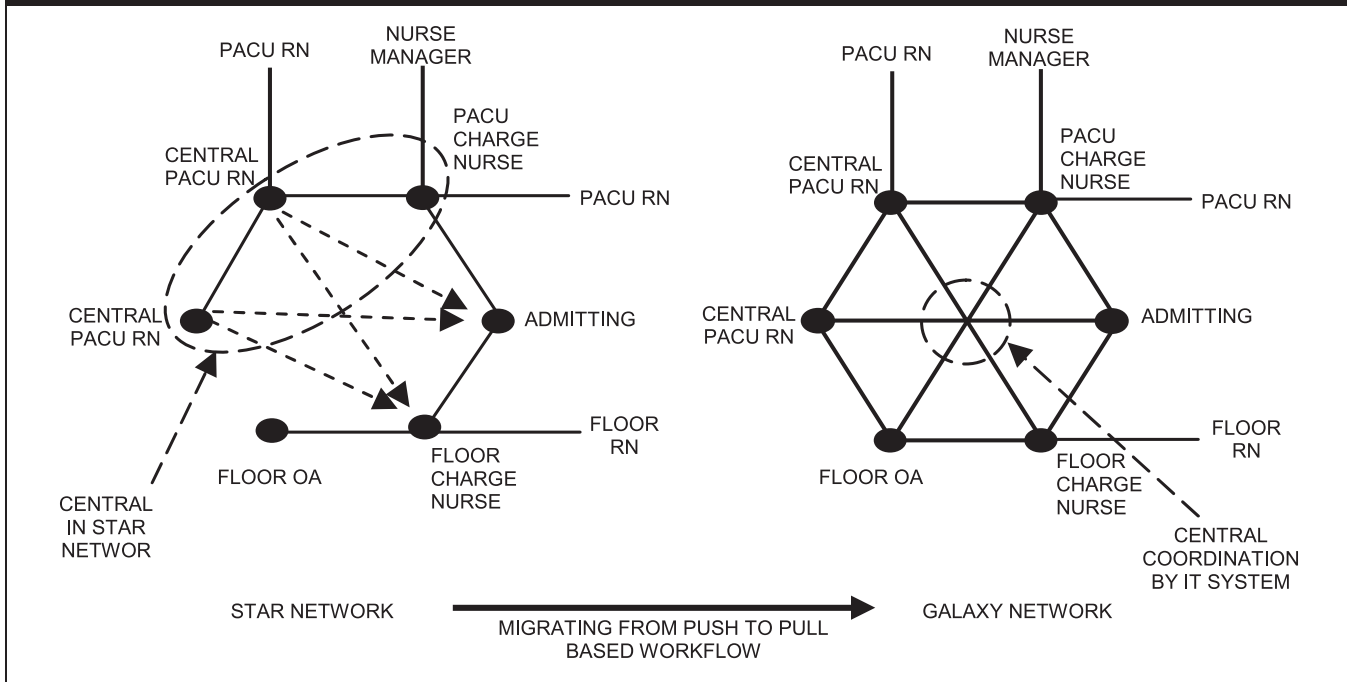 PACU RN
NURSE
MANAGER
PACU
CHARGE
NURSE
CENTRAL
PACU RN
PACU RN
CENTRAL
PACU RN
ADMITTING
FLOOR
RN
FLOOR OA
FLOOR
CHARGE
NURSE
CENTRAL
IN STAR
NETWOR
STAR NETWORK
PACU RN
NURSE
MANAGER
PACU
CHARGE
NURSE
CENTRAL
PACU RN
PACU RN
CENTRAL
PACU RN
ADMITTING
FLOOR
RN
FLOOR OA
FLOOR
CHARGE
NURSE
CENTRAL
COORDINATION
BY IT SYSTEM
MIGRATING FROM PUSH TO PULL
BASED WORKFLOW
GALAXY NETWORK